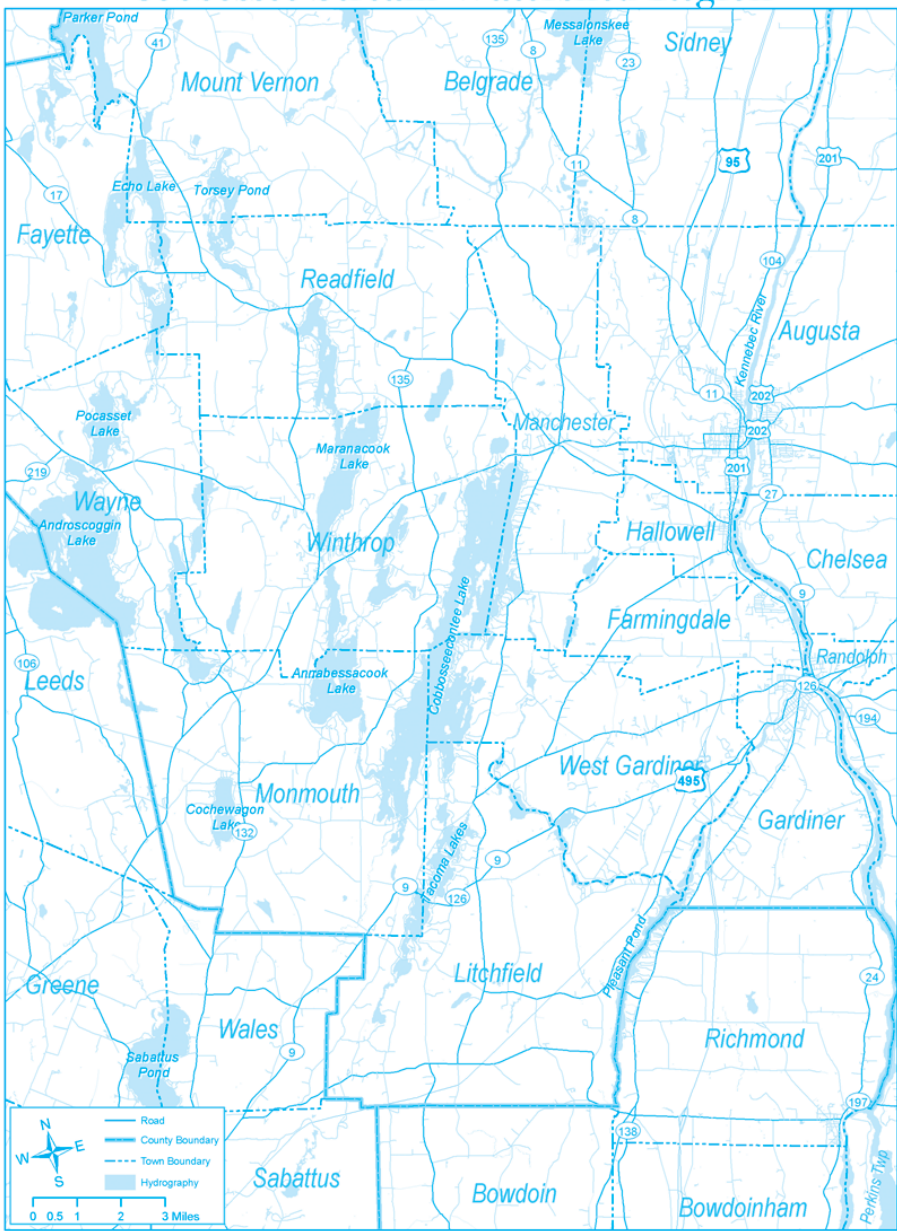 Parker Pond
41
Mount Vernon
135
8
Belgrade
Messalonskee
Lake
23
Sidney
11
95
201
17
Echo Lake
Torsey Pond
Fayette
8
104
Readfield
Kennebec River
Augusta
135
11
202
202
201
Pocasset
Lake
Manchester
Maranacook
Lake
219
Wayne
Androscoggin
Lake
27
Winthrop
Hallowell
Chelsea
9
Cobbosseecontee Lake
Farmingdale
Randolph
106
Leeds
Annabessacook
Lake
126
194
West Gardiner
495
Monmouth
Cochewagon
Lake
132
Gardiner
Tacoma Lakes
9
9
126
Pleasant Pond
Litchfield
24
Greene
Wales
9
Richmond
Sabattus
Pond
197
138
Sabattus
Bowdoin
Bowdoinham
Perkins Twp
N
W
E
S
Road
County Boundary
Town Boundary
Hydrography
0 0.5 1 2 3 Miles